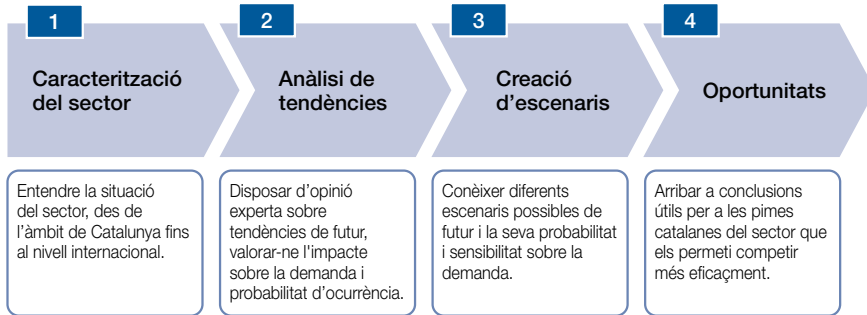 1
Caracterització
del sector
Entendre la situació
del sector, des de
l’àmbit de Catalunya fins
al nivell internacional.
2
Anàlisi de
tendències
Disposar d’opinió
experta sobre
tendències de futur,
valorar-ne l'impacte
sobre la demanda i
probabilitat d’ocurrència.
3
Creació
d’escenaris
Conèixer diferents
escenaris possibles de
futur i la seva probabilitat
i sensibilitat sobre la
demanda.
4
Oportunitats
Arribar a conclusions
útils per a les pimes
catalanes del sector que
els permeti competir
més eficaçment.